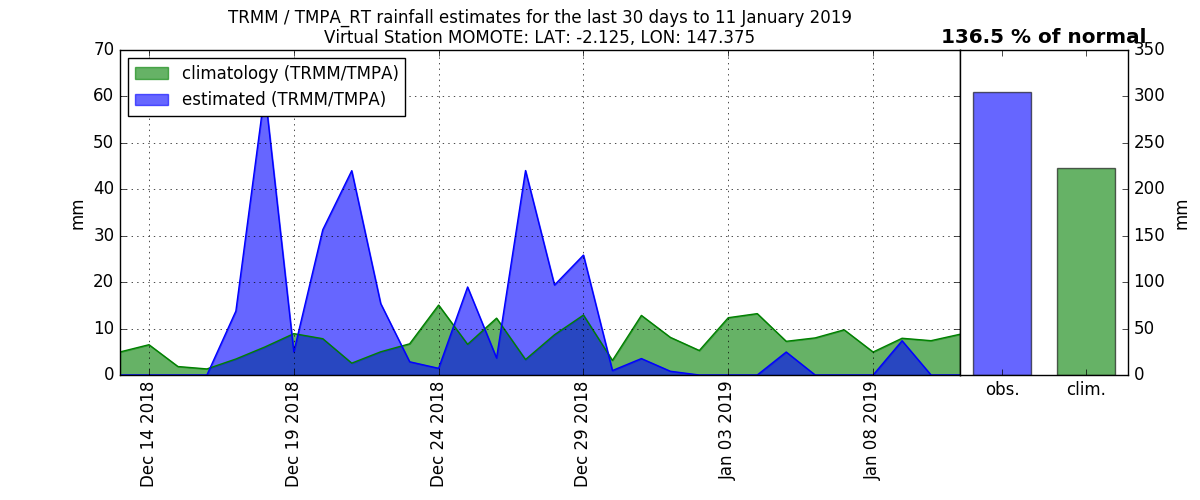 TRMM / TMPA_RT rainfall estimates for the last 30 days to 11 January 2019
Virtual Station MOMOTE: LAT: -2.125, LON: 147.375
136.5 % of normal
climatology (TRMM/TMPA)
estimated (TRMM/TMPA)
70
60
50
40
30
20
10
0
mm
Dec 14 2018
Dec 19 2018
Dec 24 2018
Dec 29 2018
Jan 03 2019
Jan 08 2019
350
300
250
200
150
100
50
0
mm
obs.
clim.